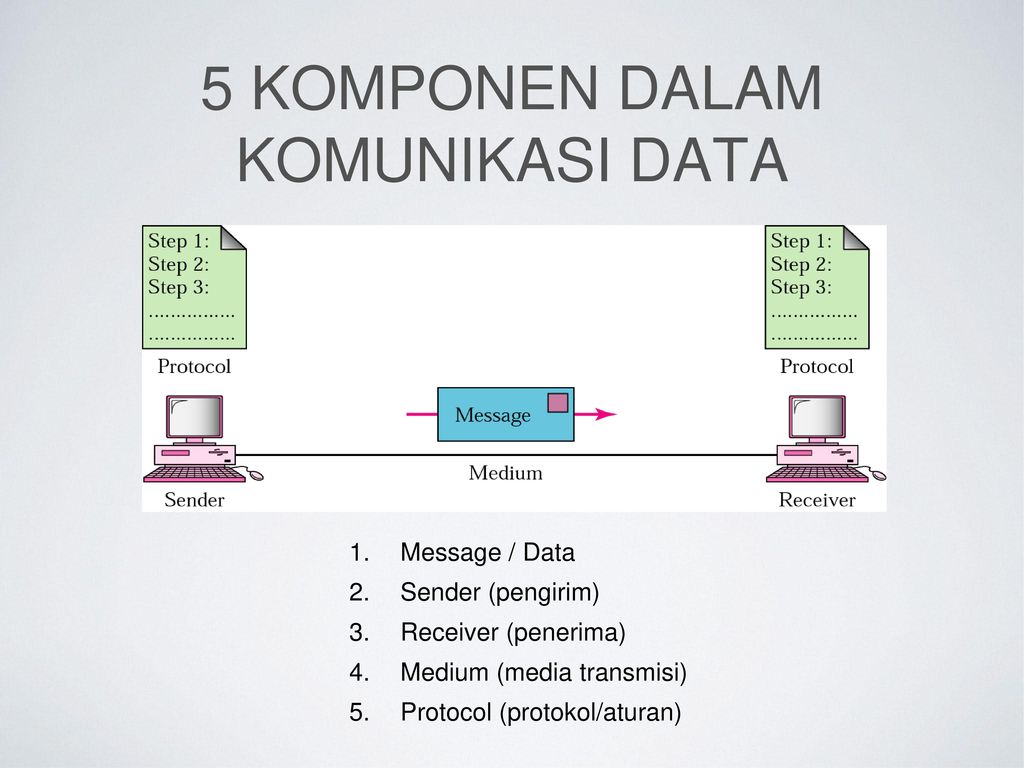 5 KOMPONEN DALAM
KOMUNIKASI DATA
Step 1:
Step 2:
Step 3:
................
................
Protocol
Step 1:
Step 2:
Step 3:
................
................
Protocol
Message
Medium
Sender
Receiver
1. Message / Data
2. Sender (pengirim)
3. Receiver (penerima)
4. Medium (media transmisi)
5. Protocol (protokol/aturan)